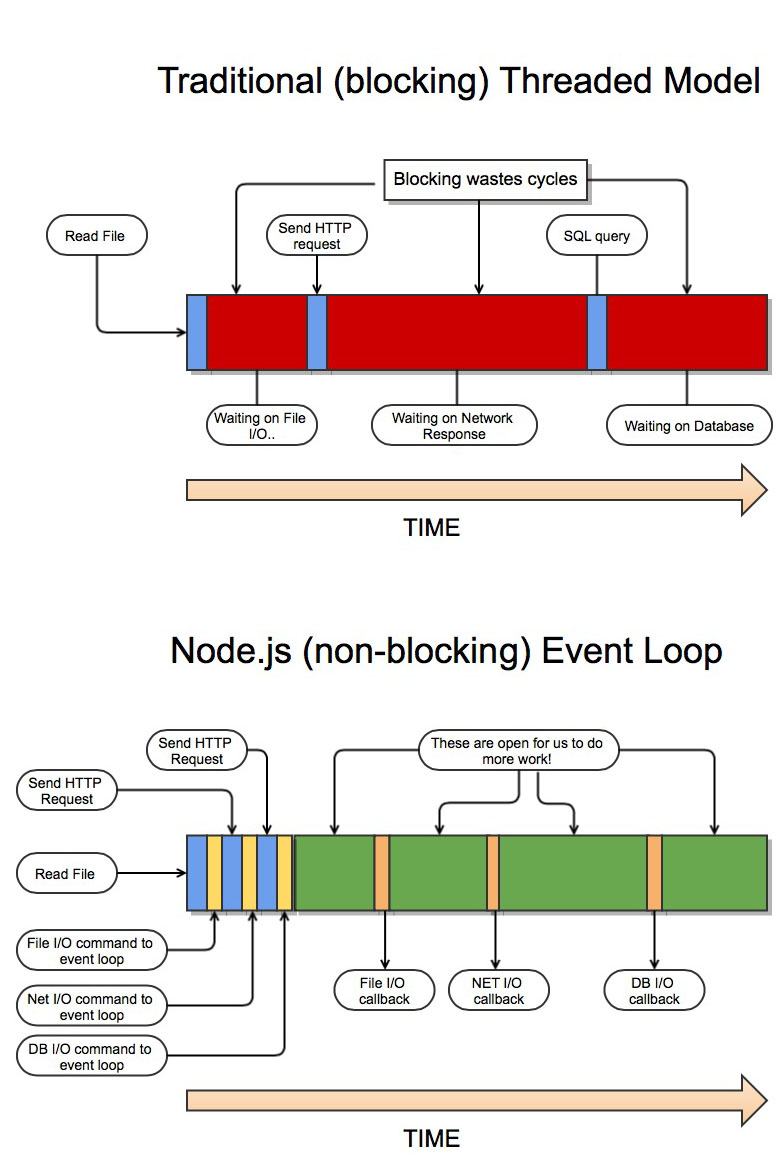 Traditional (blocking) Threaded Model
Blocking wastes cycles
Read File
Send HTTP
request
SQL query
Waiting on File
I/O..
Waiting on Network
Response
Waiting on Database
TIME
Node.js (non-blocking) Event Loop
Send HTTP
Request
These are open for us to do
more work!
Send HTTP
Request
Read File
File I/O command to
event loop
Net I/O command to
event loop
DB I/O command to
event loop
File I/O
callback
NET I/O
callback
DB I/O
callback
TIME